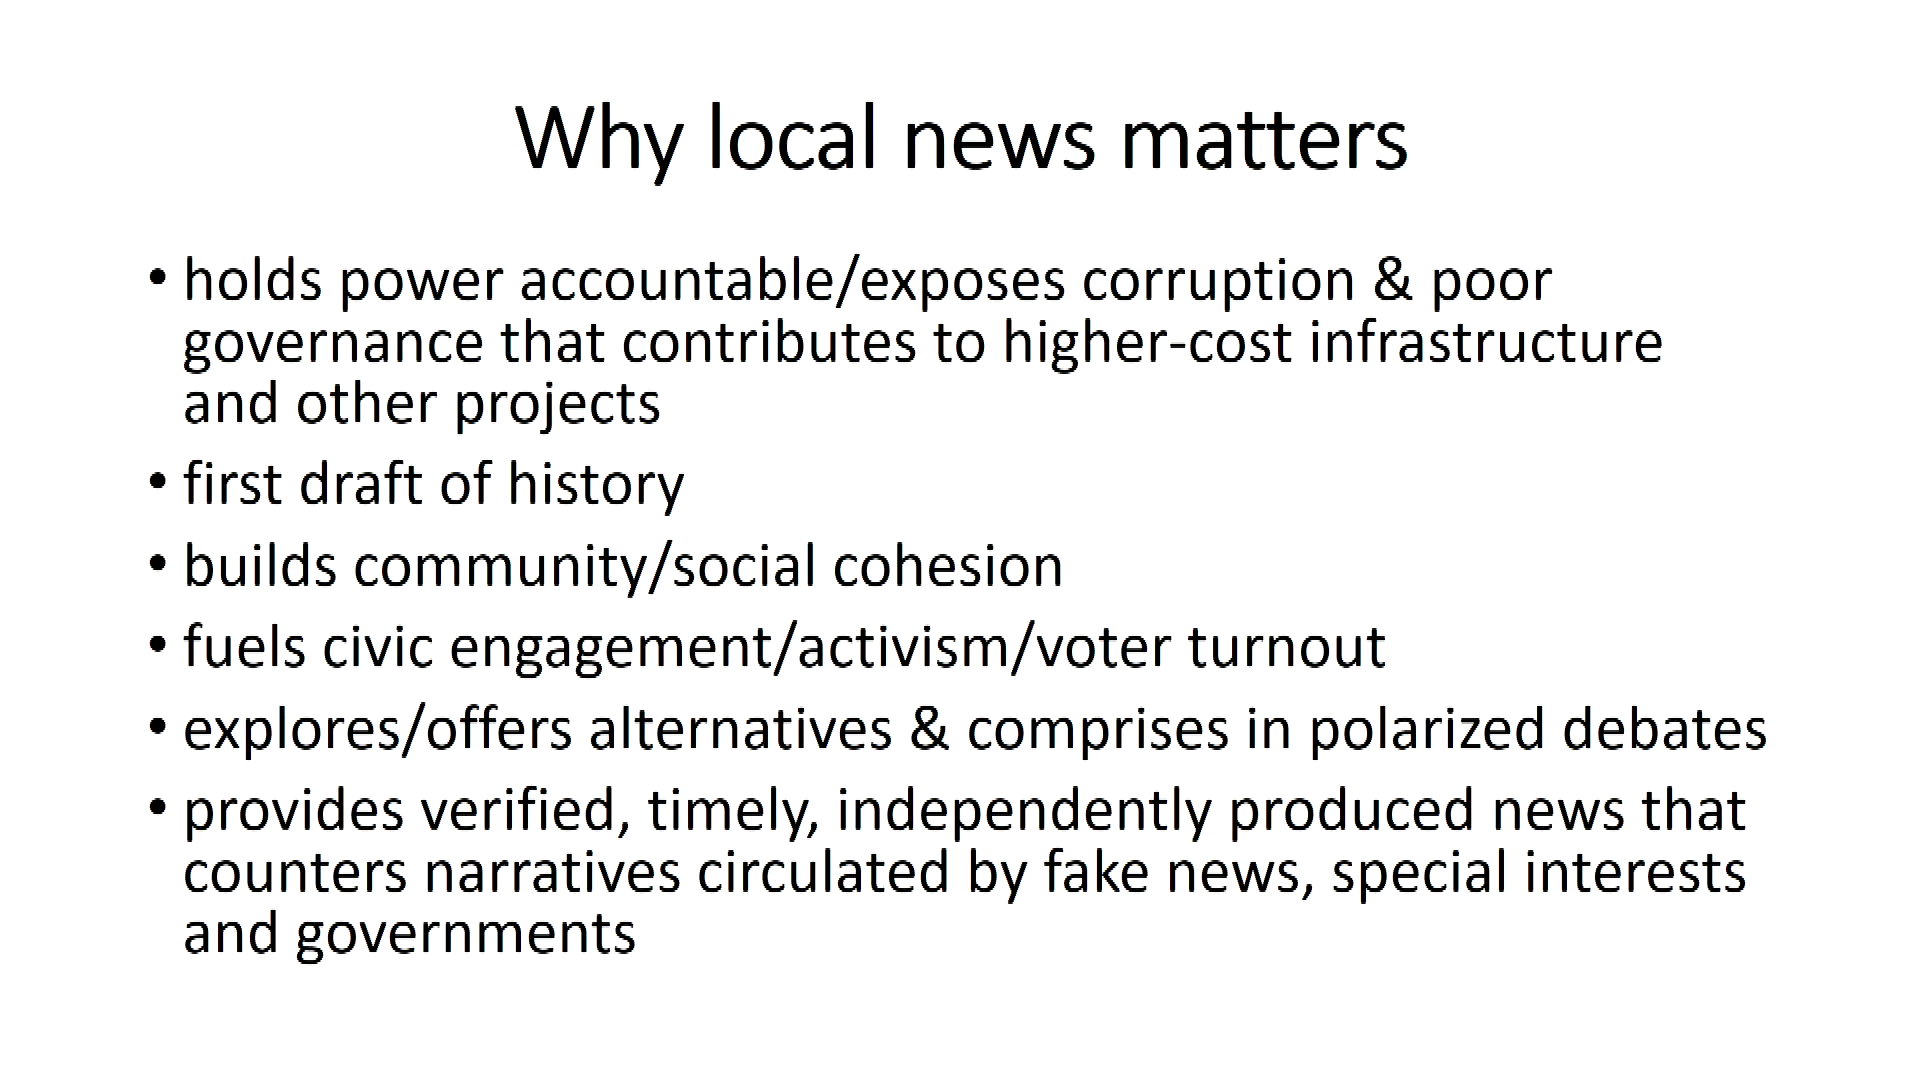 Why local news matters
• holds power accountable/exposes corruption & poor
governance that contributes to higher-cost infrastructure
and other projects
• first draft of history
• builds community/social cohesion
• fuels civic engagement/activism/voter turnout
• explores/offers alternatives & comprises in polarized debates
• provides verified, timely, independently produced news that
counters narratives circulated by fake news, special interests
and governments